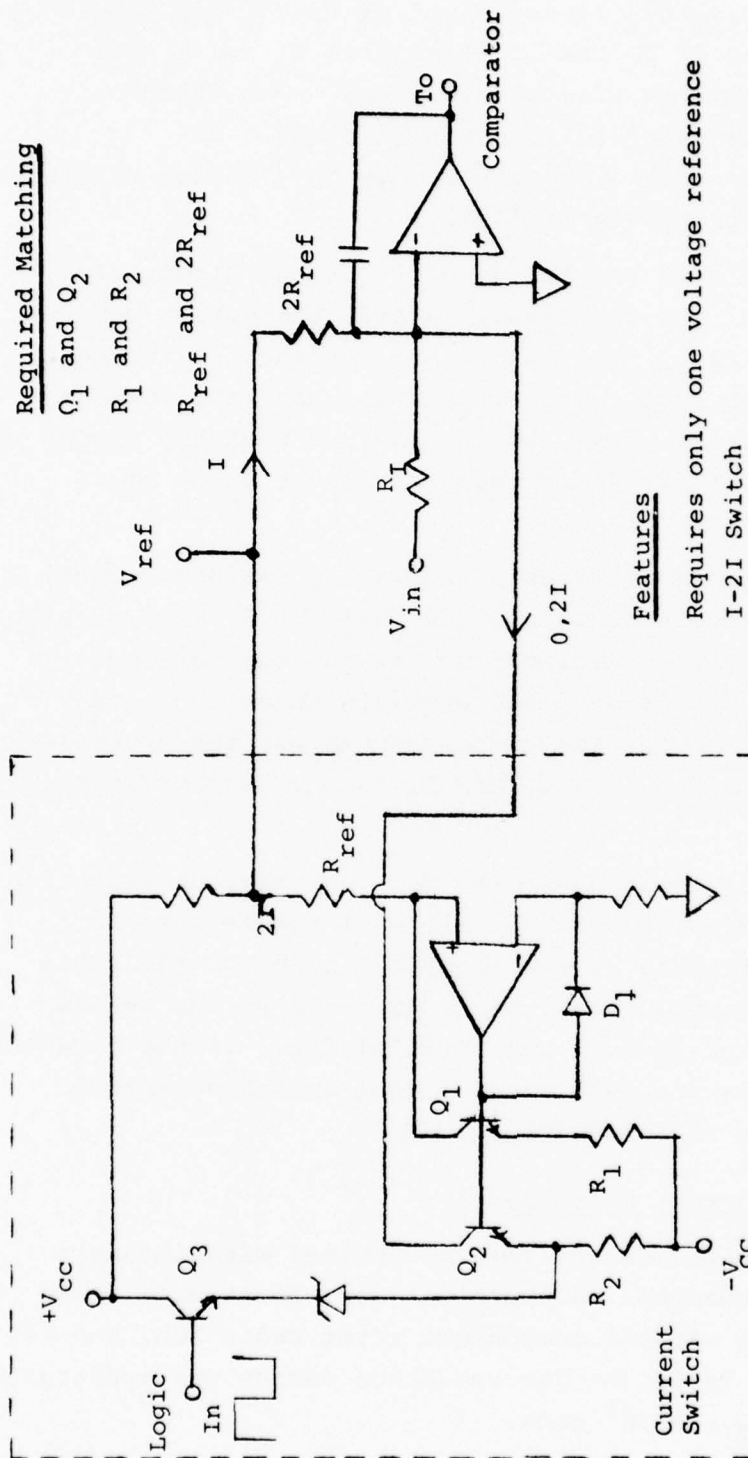 Required Matching
Q1 and Q2
R1 and R2
Rref and 2Rref
Vref
I
2Rref
-
+
To
Comparator
Vin
RI
0,2I
Features
Requires only one voltage reference
I-2I Switch
+Vcc
Q3
Logic
In
2I
Rref
+
-
D1
Q1
Q2
R1
R2
-Vcc
Current
Switch